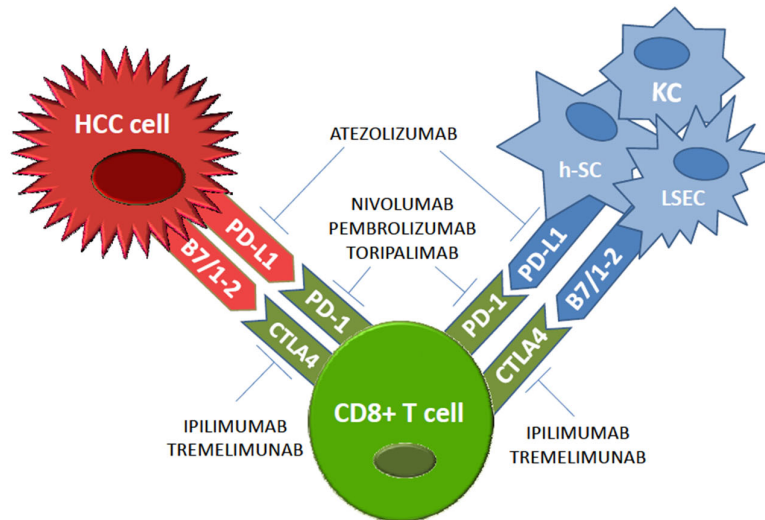 HCC cell
KC
h-SC
LSEC
ATEZOLIZUMAB
NIVOLUMAB
PEMBROLIZUMAB
TORIPALIMAB
PD-L1
B7/1-2
PD-1
CTLA4
PD-L1
B7/1-2
PD-1
CTLA4
CD8+ T cell
IPILIMUMAB
TREMELIMUNAB
IPILIMUMAB
TREMELIMUNAB